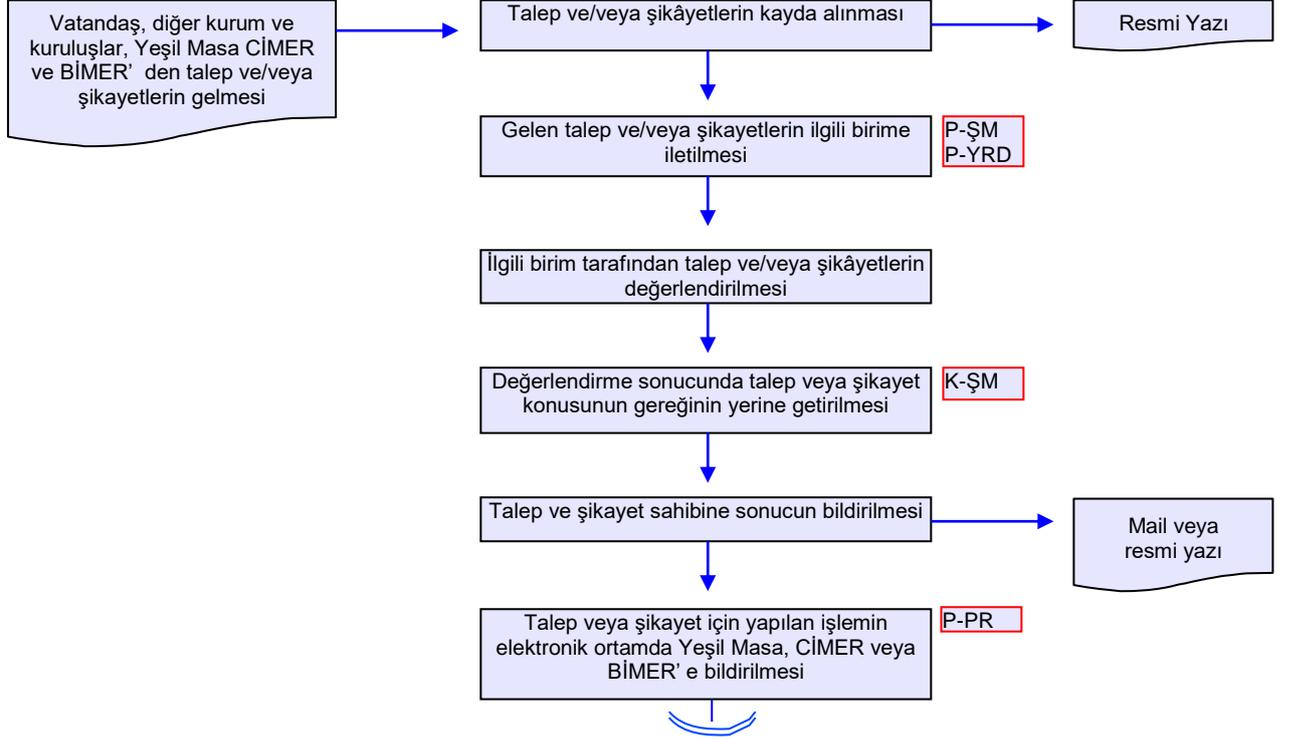 Vatandaş, diğer kurum ve
kuruluşlar, Yeşil Masa CİMER
ve BİMER’ den talep ve/veya
şikayetlerin gelmesi
Talep ve/veya şikâyetlerin kayda alınması
Resmi Yazı
Gelen talep ve/veya şikayetlerin ilgili birime
iletilmesi
P-ŞM
P-YRD
İlgili birim tarafından talep ve/veya şikâyetlerin
değerlendirilmesi
Değerlendirme sonucunda talep veya şikayet
konusunun gereğinin yerine getirilmesi
K-ŞM
Talep ve şikayet sahibine sonucun bildirilmesi
Mail veya
resmi yazı
Talep veya şikayet için yapılan işlemin
elektronik ortamda Yeşil Masa, CİMER veya
BİMER’ e bildirilmesi
P-PR